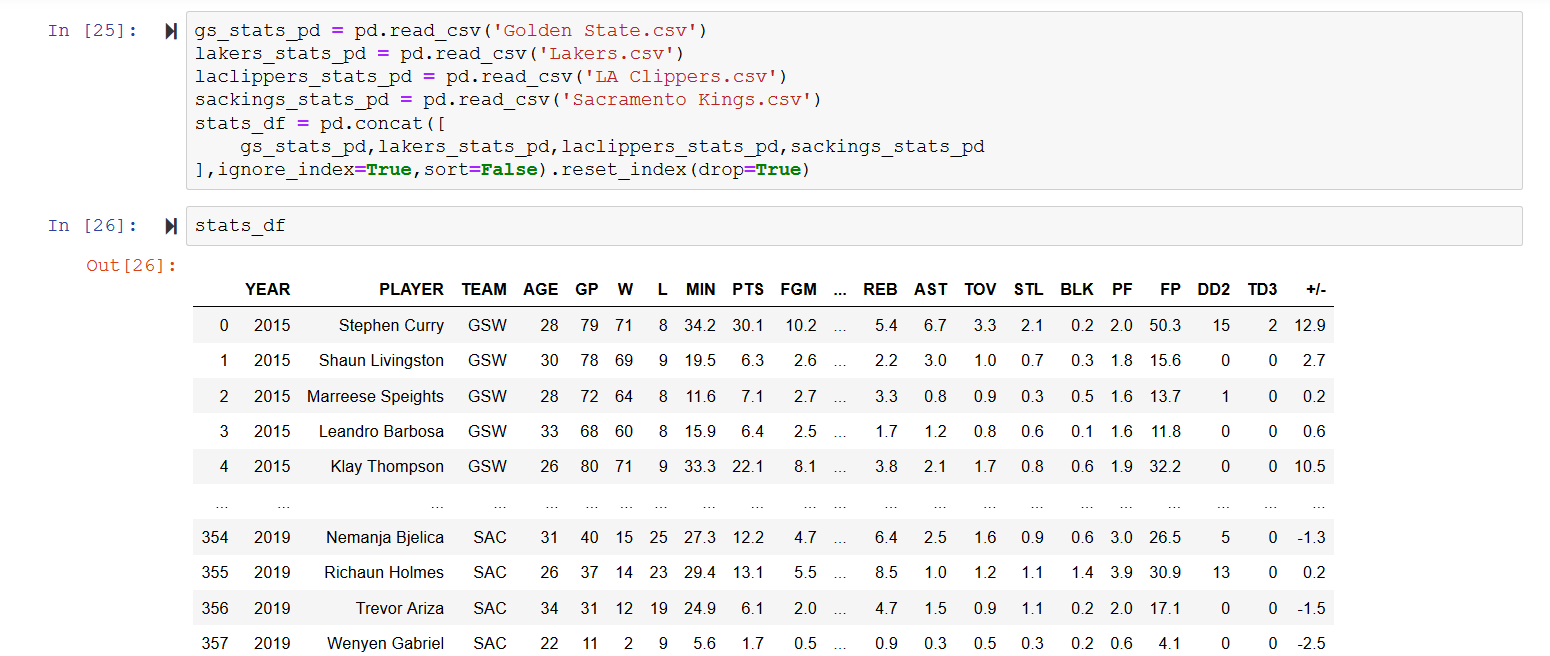 In [25]:
gs_stats_pd = pd.read_csv('Golden State.csv')
lakers_stats_pd = pd.read_csv('Lakers.csv')
laclippers_stats_pd = pd.read_csv('LA Clippers.csv')
sackings_stats_pd = pd.read_csv('Sacramento Kings.csv')
stats_df = pd.concat([
    gs_stats_pd,lakers_stats_pd,laclippers_stats_pd,sackings_stats_pd
],ignore_index=True,sort=False).reset_index(drop=True)
In [26]:
stats_df
Out[26]:
YEAR PLAYER TEAM AGE GP W L MIN PTS FGM ... REB AST TOV STL BLK PF FP DD2 TD3 +/-
0 2015 Stephen Curry GSW 28 79 71 8 34.2 30.1 10.2 ... 5.4 6.7 3.3 2.1 0.2 2.0 50.3 15 2 12.9
1 2015 Shaun Livingston GSW 30 78 69 9 19.5 6.3 2.6 ... 2.2 3.0 1.0 0.7 0.3 1.8 15.6 0 0 2.7
2 2015 Marreese Speights GSW 28 72 64 8 11.6 7.1 2.7 ... 3.3 0.8 0.9 0.3 0.5 1.6 13.7 1 0 0.2
3 2015 Leandro Barbosa GSW 33 68 60 8 15.9 6.4 2.5 ... 1.7 1.2 0.8 0.6 0.1 1.6 11.8 0 0 0.6
4 2015 Klay Thompson GSW 26 80 71 9 33.3 22.1 8.1 ... 3.8 2.1 1.7 0.8 0.6 1.9 32.2 0 0 10.5
... ... ... ... ... ... ... ... ... ... ... ... ... ... ... ... ... ... ... ... ...
354 2019 Nemanja Bjelica SAC 31 40 15 25 27.3 12.2 4.7 ... 6.4 2.5 1.6 0.9 0.6 3.0 26.5 5 0 -1.3
355 2019 Richaun Holmes SAC 26 37 14 23 29.4 13.1 5.5 ... 8.5 1.0 1.2 1.1 1.4 3.9 30.9 13 0 0.2
356 2019 Trevor Ariza SAC 34 31 12 19 24.9 6.1 2.0 ... 4.7 1.5 0.9 1.1 0.2 2.0 17.1 0 0 -1.5
357 2019 Wenyen Gabriel SAC 22 11 2 9 5.6 1.7 0.5 ... 0.9 0.3 0.5 0.3 0.2 0.6 4.1 0 0 -2.5